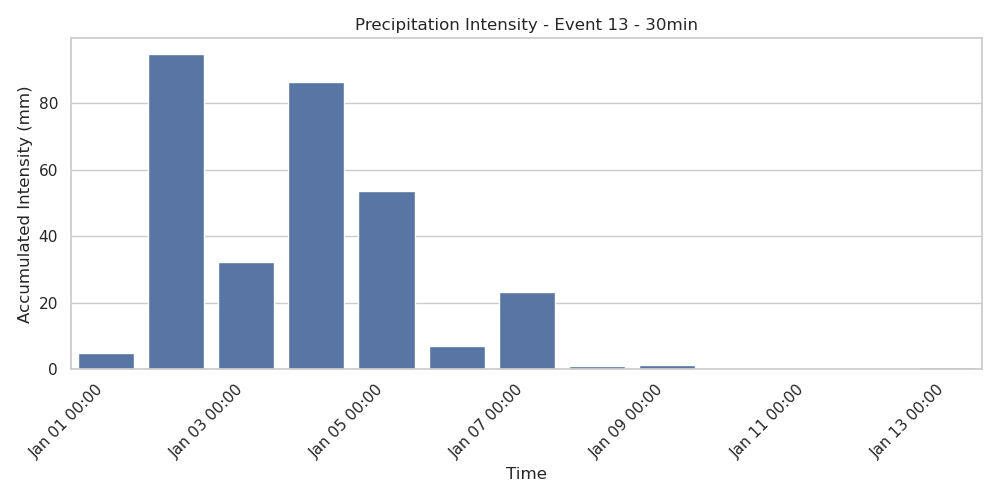 Precipitation Intensity - Event 13 - 30min
Accumulated Intensity (mm)
80
60
40
20
0
Jan 01 00:00
Jan 03 00:00
Jan 05 00:00
Jan 07 00:00
Jan 09 00:00
Jan 11 00:00
Jan 13 00:00
Time